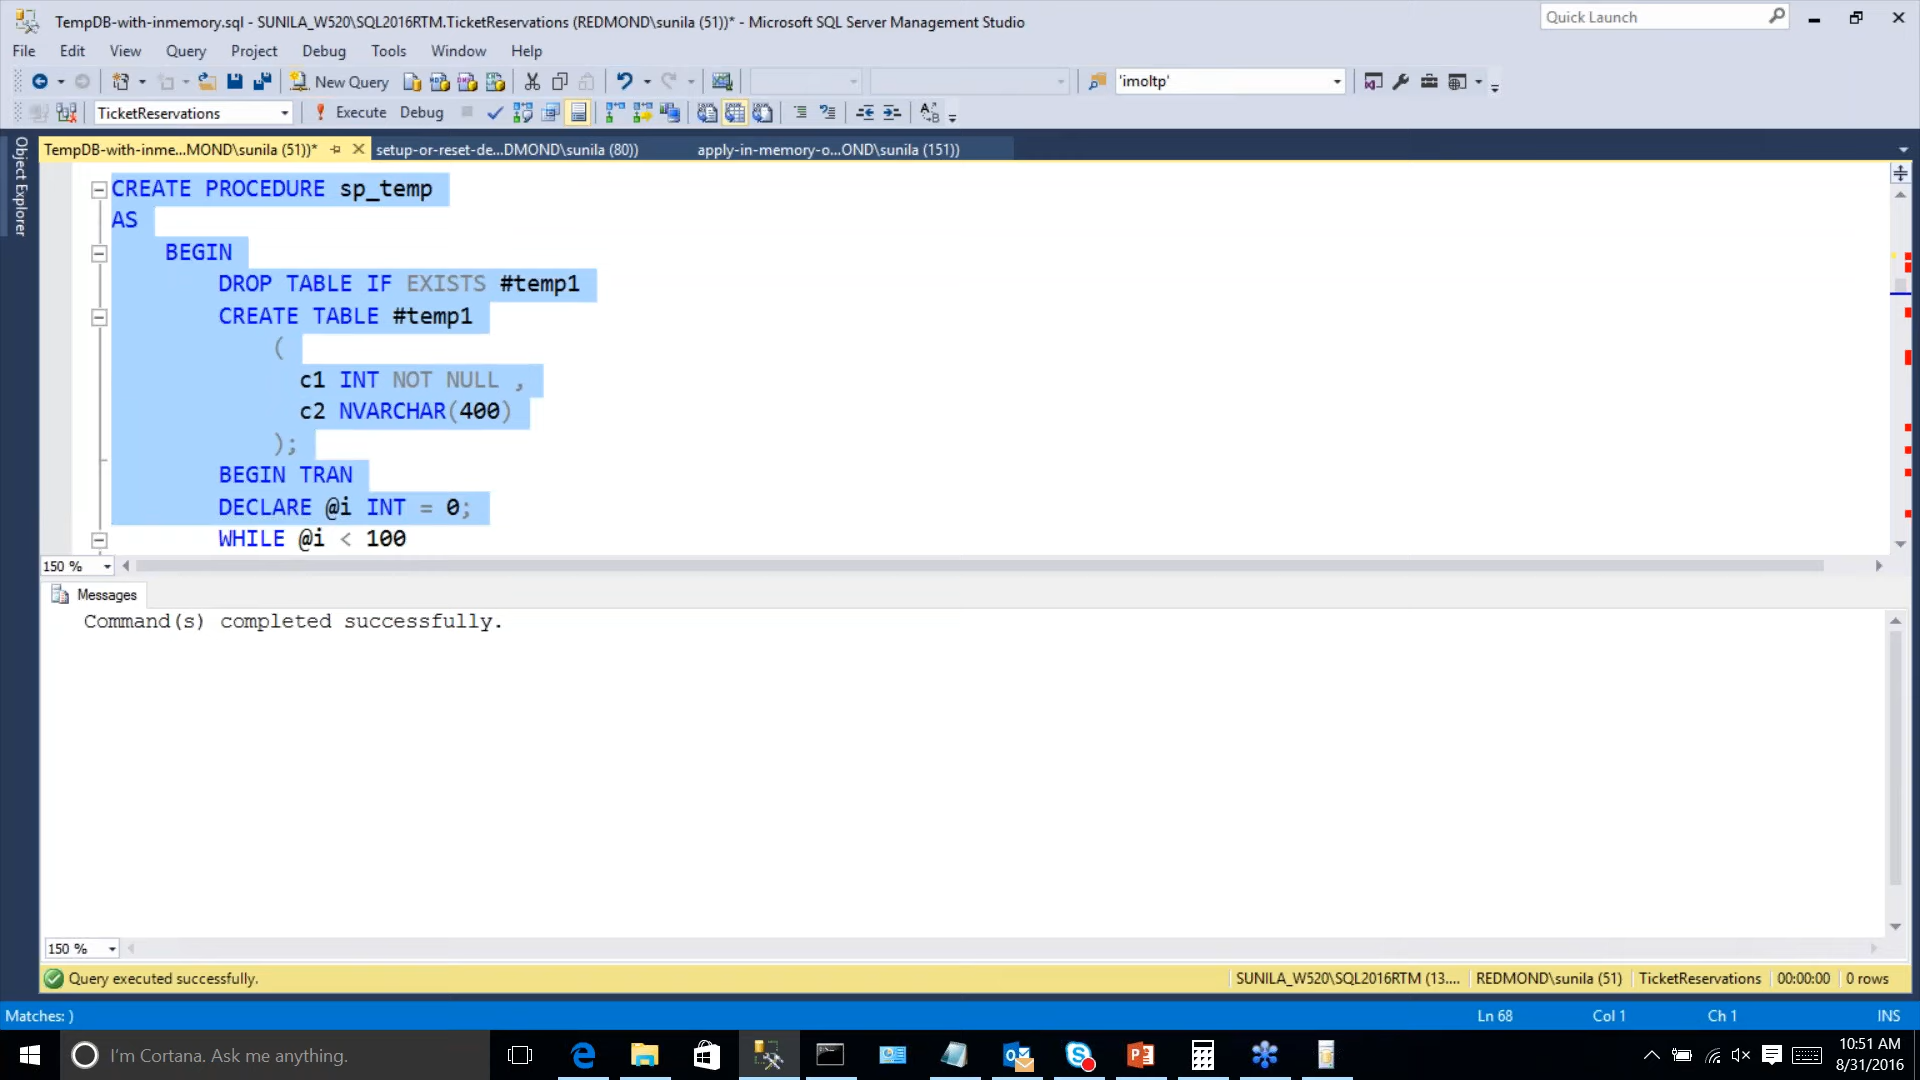 TempDB-with-inmemory.sql - SUNILA_W520\SQL2016RTM.TicketReservations (REDMOND\sunila (51))* - Microsoft SQL Server Management Studio
Quick Launch
File Edit View Query Project Debug Tools Window Help
New Query
'imoltp'
TicketReservations
Execute Debug
TempDB-with-inme...MOND\sunila (51))*
setup-or-reset-de...DMOND\sunila (80))
apply-in-memory-o...OND\sunila (151))
Object Explorer
CREATE PROCEDURE sp_temp
AS
BEGIN
DROP TABLE IF EXISTS #temp1
CREATE TABLE #temp1
(
c1 INT NOT NULL ,
c2 NVARCHAR(400)
);
BEGIN TRAN
DECLARE @i INT = 0;
WHILE @i < 100
150 %
Messages
Command(s) completed successfully.
150 %
Query executed successfully.
SUNILA_W520\SQL2016RTM (13.... REDMOND\sunila (51) TicketReservations 00:00:00 0 rows
Matches: )
Ln 68 Col 1 Ch 1 INS
I'm Cortana. Ask me anything.
10:51 AM
8/31/2016